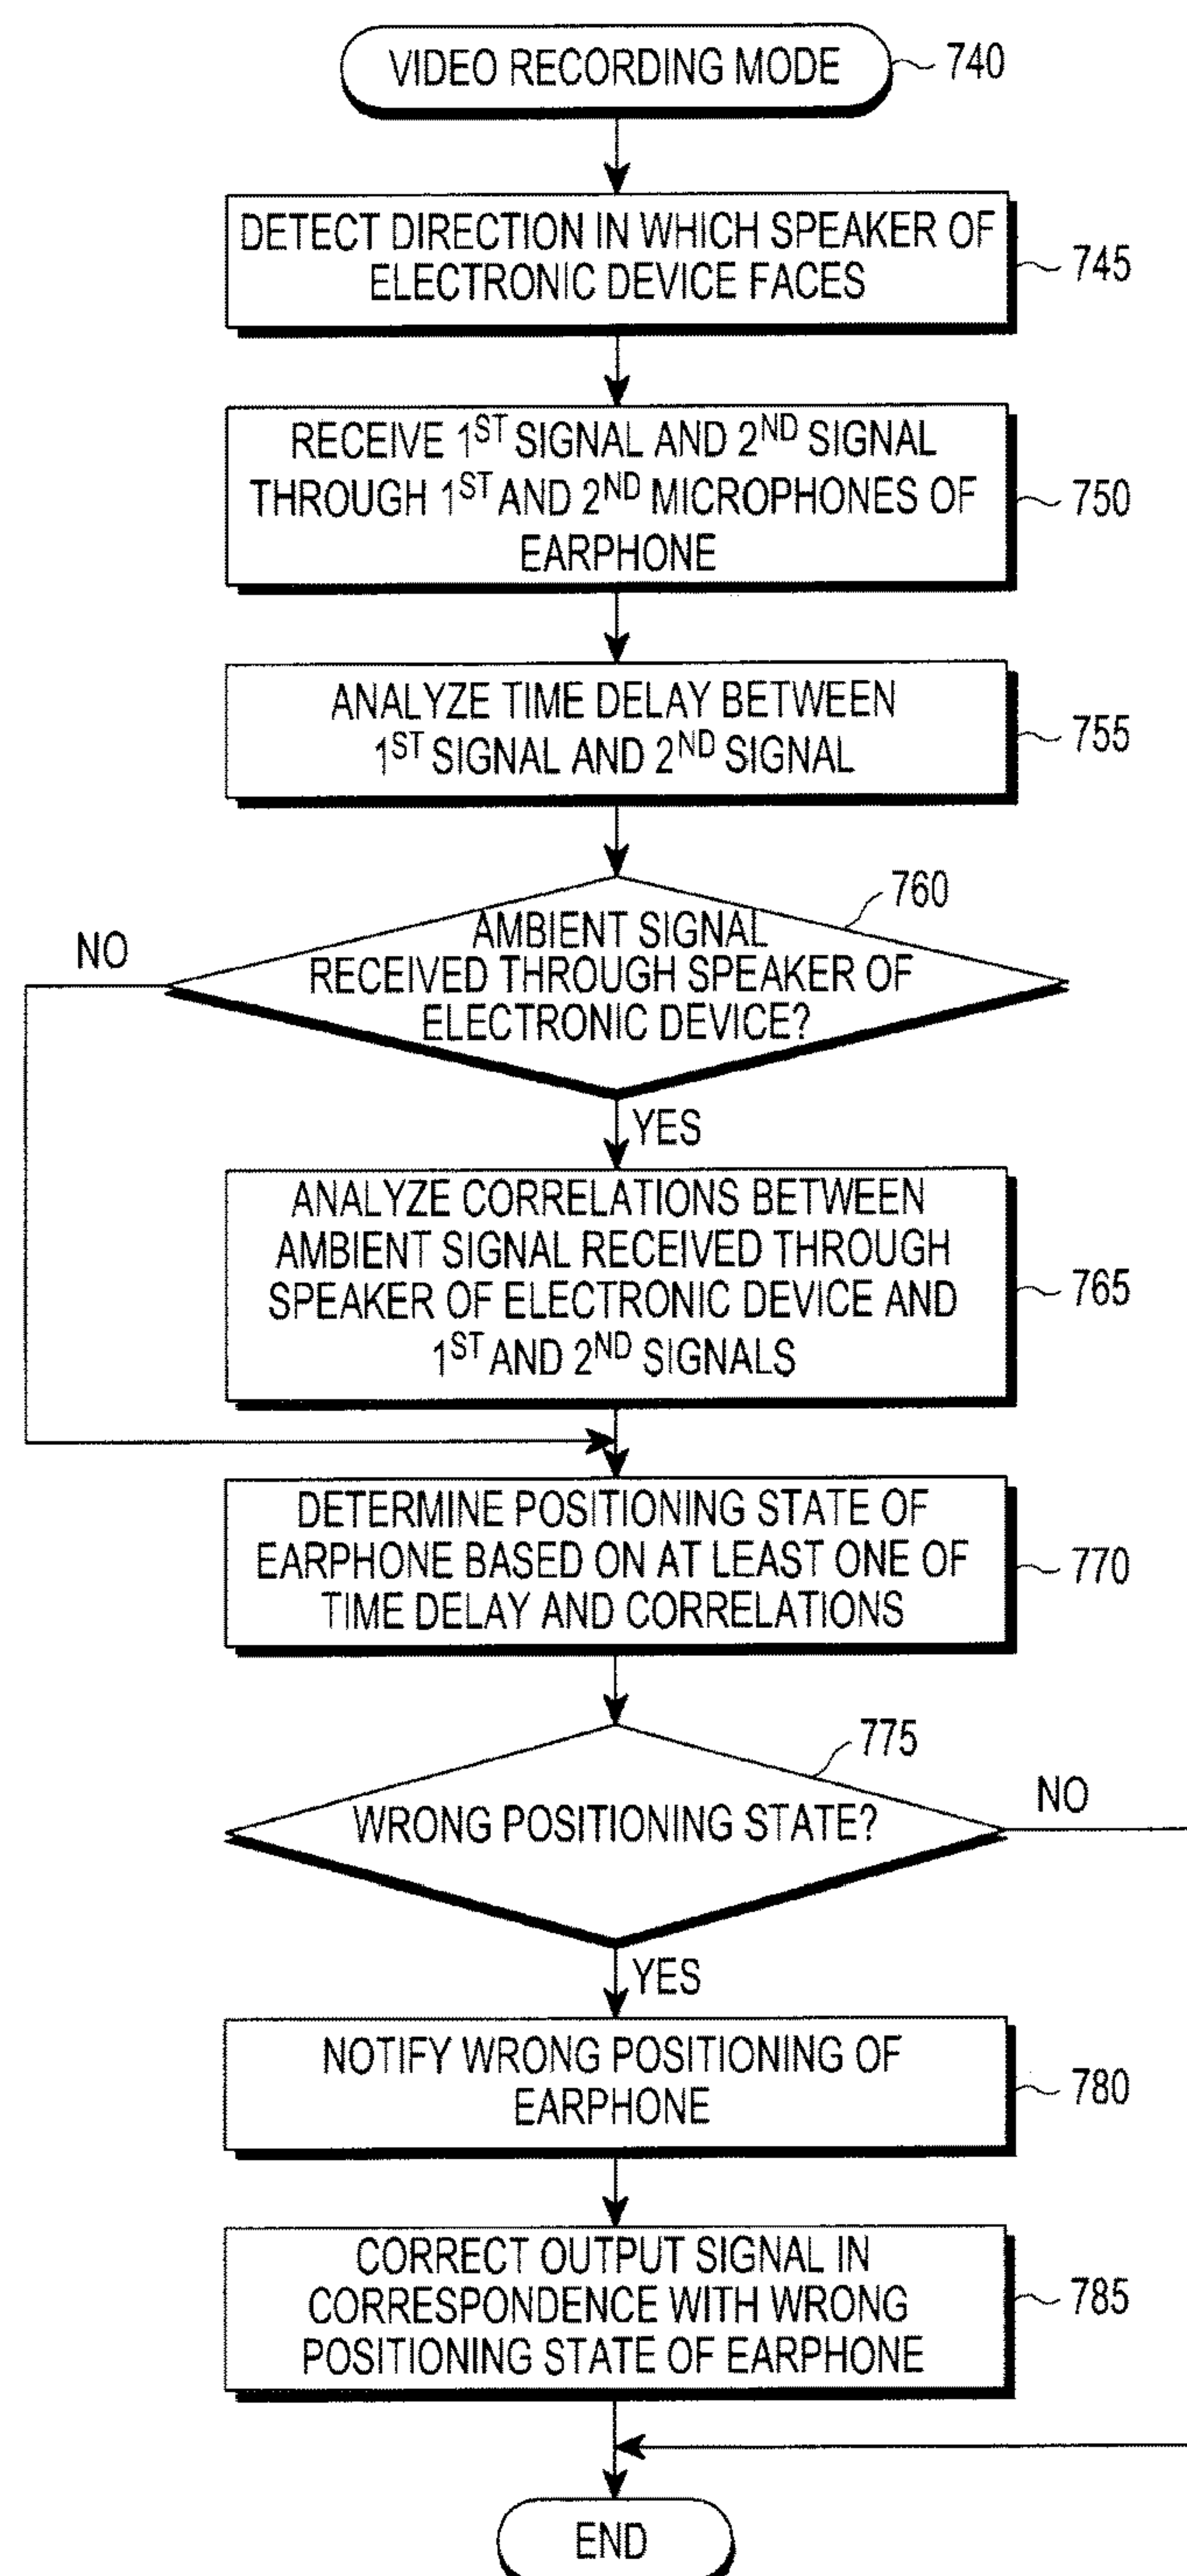 VIDEO RECORDING MODE
740
DETECT DIRECTION IN WHICH SPEAKER OF
ELECTRONIC DEVICE FACES
745
RECEIVE 1ST SIGNAL AND 2ND SIGNAL
THROUGH 1ST AND 2ND MICROPHONES OF
EARPHONE
750
ANALYZE TIME DELAY BETWEEN
1ST SIGNAL AND 2ND SIGNAL
755
760
NO
AMBIENT SIGNAL
RECEIVED THROUGH SPEAKER OF
ELECTRONIC DEVICE?
YES
ANALYZE CORRELATIONS BETWEEN
AMBIENT SIGNAL RECEIVED THROUGH
SPEAKER OF ELECTRONIC DEVICE AND
1ST AND 2ND SIGNALS
765
DETERMINE POSITIONING STATE OF
EARPHONE BASED ON AT LEAST ONE OF
TIME DELAY AND CORRELATIONS
770
775
WRONG POSITIONING STATE?
NO
YES
NOTIFY WRONG POSITIONING OF
EARPHONE
780
CORRECT OUTPUT SIGNAL IN
CORRESPONDENCE WITH WRONG
POSITIONING STATE OF EARPHONE
785
END